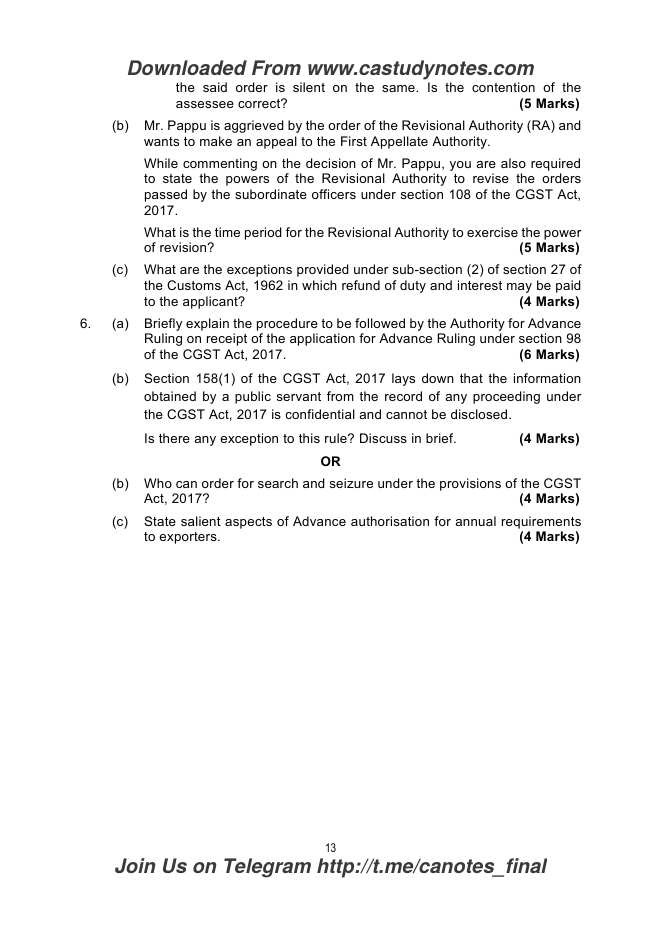 Downloaded From www.castudynotes.com
the said order is silent on the same. Is the contention of the
assessee correct? (5 Marks)
(b) Mr. Pappu is aggrieved by the order of the Revisional Authority (RA) and
wants to make an appeal to the First Appellate Authority.
While commenting on the decision of Mr. Pappu, you are also required
to state the powers of the Revisional Authority to revise the orders
passed by the subordinate officers under section 108 of the CGST Act,
2017.
What is the time period for the Revisional Authority to exercise the power
of revision? (5 Marks)
(c) What are the exceptions provided under sub-section (2) of section 27 of
the Customs Act, 1962 in which refund of duty and interest may be paid
to the applicant? (4 Marks)
6. (a) Briefly explain the procedure to be followed by the Authority for Advance
Ruling on receipt of the application for Advance Ruling under section 98
of the CGST Act, 2017. (6 Marks)
(b) Section 158(1) of the CGST Act, 2017 lays down that the information
obtained by a public servant from the record of any proceeding under
the CGST Act, 2017 is confidential and cannot be disclosed.
Is there any exception to this rule? Discuss in brief. (4 Marks)
OR
(b) Who can order for search and seizure under the provisions of the CGST
Act, 2017? (4 Marks)
(c) State salient aspects of Advance authorisation for annual requirements
to exporters. (4 Marks)
13
Join Us on Telegram http://t.me/canotes_final